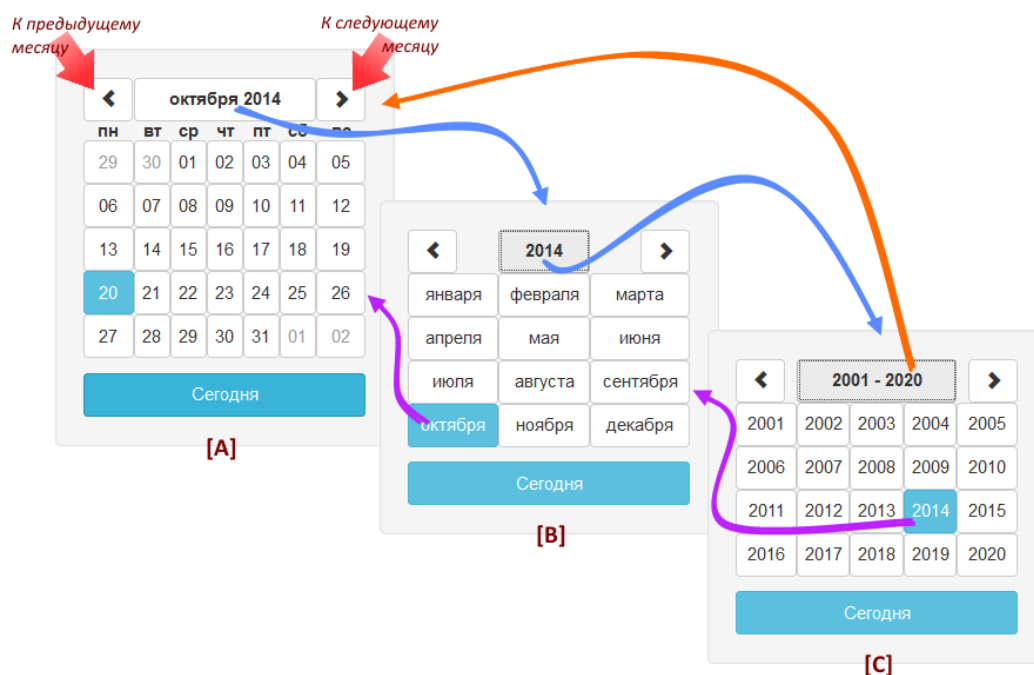 К предыдущему
месяцу
К следующему
месяцу
октября 2014
пн вт ср чт пт сб вс
29 30 01 02 03 04 05
06 07 08 09 10 11 12
13 14 15 16 17 18 19
20 21 22 23 24 25 26
27 28 29 30 31 01 02
Сегодня
[A]
2014
января февраля марта
апреля мая июня
июля августа сентября
октября ноября декабря
Сегодня
[B]
2001 - 2020
2001 2002 2003 2004 2005
2006 2007 2008 2009 2010
2011 2012 2013 2014 2015
2016 2017 2018 2019 2020
Сегодня
[C]